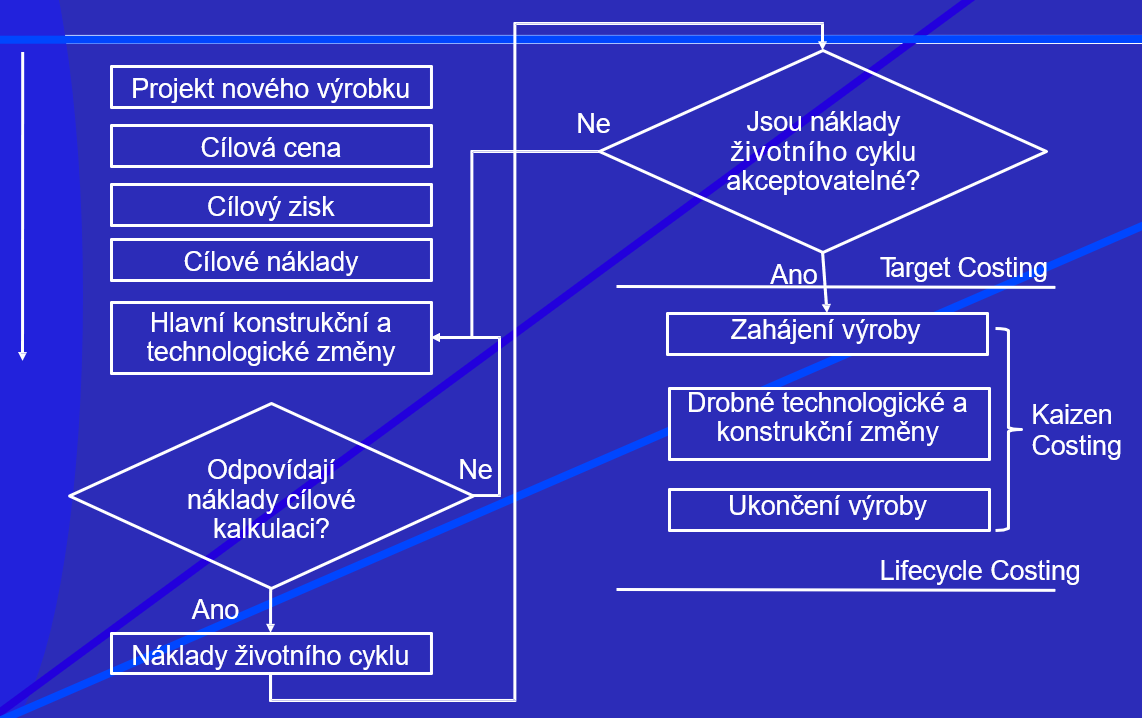 Projekt nového výrobku
Cílová cena
Cílový zisk
Cílové náklady
Hlavní konstrukční a
technologické změny
Odpovídají
náklady cílové
kalkulaci?
Ne
Ano
Náklady životního cyklu
Jsou náklady
životního cyklu
akceptovatelné?
Ne
Ano
Target Costing
Zahájení výroby
Drobné technologické a
konstrukční změny
Ukončení výroby
Kaizen
Costing
Lifecycle Costing